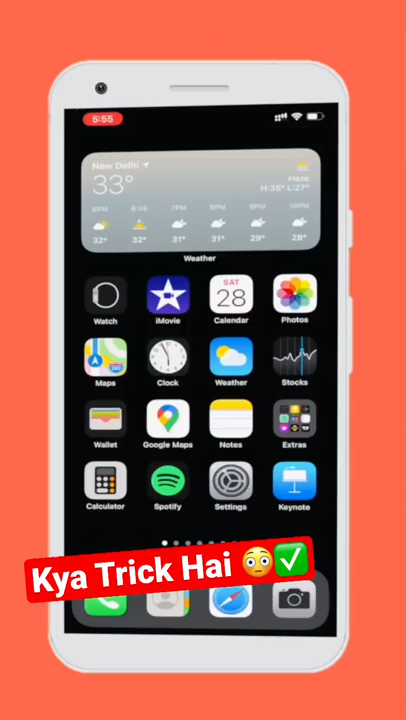 5:55
New Delhi
33°
Haze
H:35° L:27°
6PM 6:46 7PM 8PM 9PM 10PM
32° 32° 31° 31° 29° 28°
Weather
SAT
28
Watch iMovie Calendar Photos
Maps Clock Weather Stocks
Wallet Google Maps Notes Extras
Calculator Spotify Settings Keynote
Kya Trick Hai 😳✅